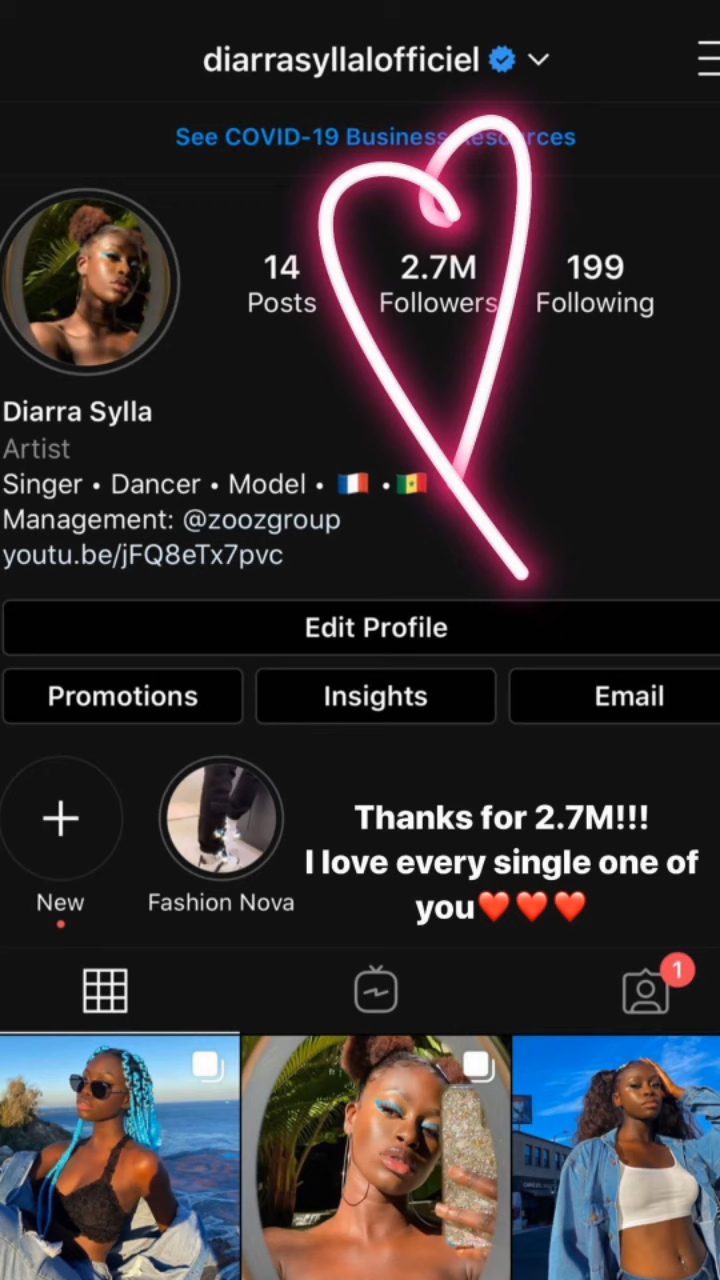 diarrasyllalofficiel
See COVID-19 Business Resources
14 2.7M 199
Posts Followers Following
Diarra Sylla
Artist
Singer • Dancer • Model • 🇫🇷 • 🇸🇳
Management: @zoozgroup
youtu.be/jFQ8eTx7pvc
Edit Profile
Promotions Insights Email
Thanks for 2.7M!!!
I love every single one of
you❤️❤️❤️
New Fashion Nova
1